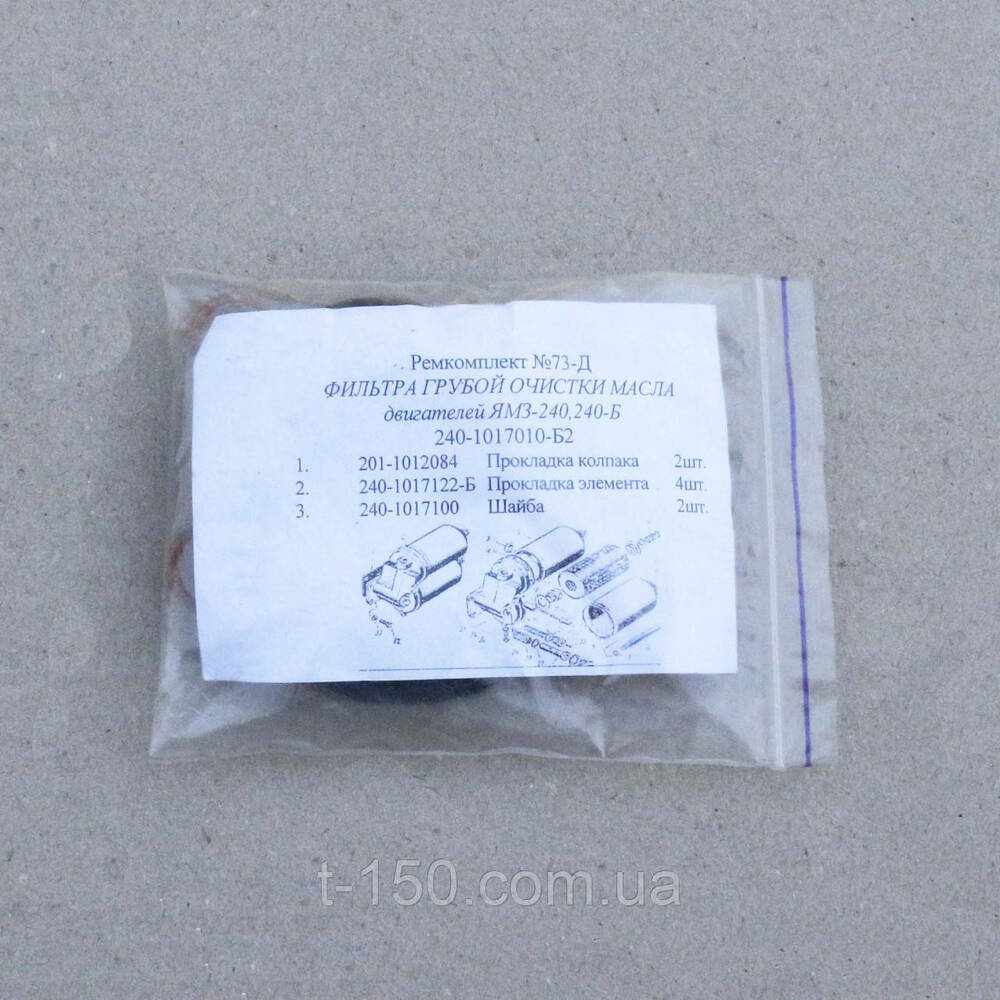 Ремкомплект №73-Д
ФИЛЬТРА ГРУБОЙ ОЧИСТКИ МАСЛА
двигателей ЯМЗ-240,240-Б
240-1017010-Б2
1. 201-1012084 Прокладка колпака 2шт.
2. 240-1017122-Б Прокладка элемента 4шт.
3. 240-1017100 Шайба 2шт.
t-150.com.ua